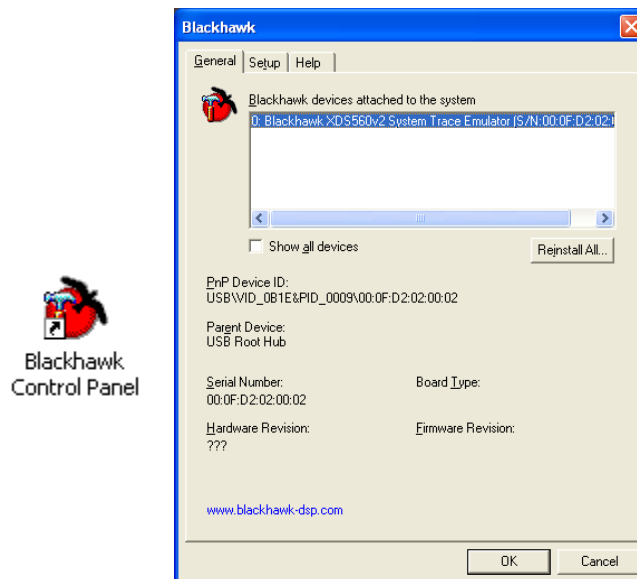 Blackhawk
Control Panel
Blackhawk
General Setup Help
Blackhawk devices attached to the system
0: Blackhawk XDS560v2 System Trace Emulator [S/N:00:0F:D2:02:
Show all devices
Rejnstall All...
PnP Device ID:
USB\VID_0B1E&PID_0009\00:0F:D2:02:00:02
Parent Device:
USB Root Hub
Serial Number: Board Type:
00:0F:D2:02:00:02
Hardware Revision: Firmware Revision:
???
www.blackhawk-dsp.com
OK Cancel